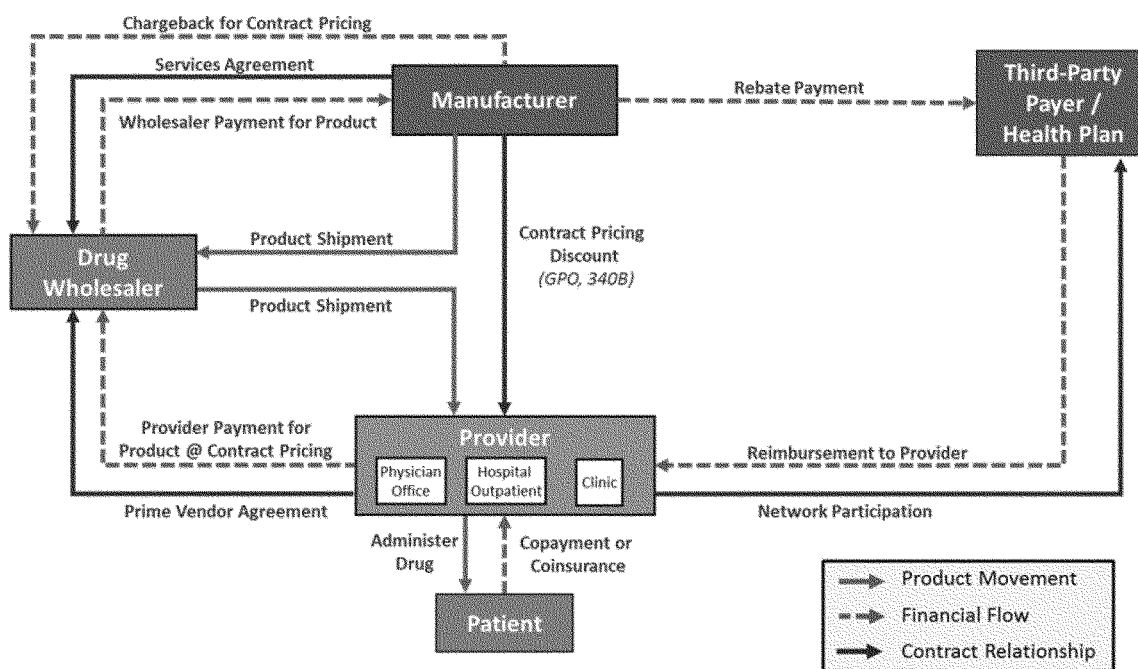 Chargeback for Contract Pricing
Services Agreement
Manufacturer
Wholesaler Payment for Product
Rebate Payment
Third-Party
Payer /
Health Plan
Product Shipment
Drug
Wholesaler
Product Shipment
Contract Pricing
Discount
(GPO, 340B)
Provider Payment for
Product @ Contract Pricing
Provider
Physician
Office
Hospital
Outpatient
Clinic
Reimbursement to Provider
Prime Vendor Agreement
Network Participation
Administer
Drug
Copayment or
Coinsurance
Patient
Product Movement
Financial Flow
Contract Relationship